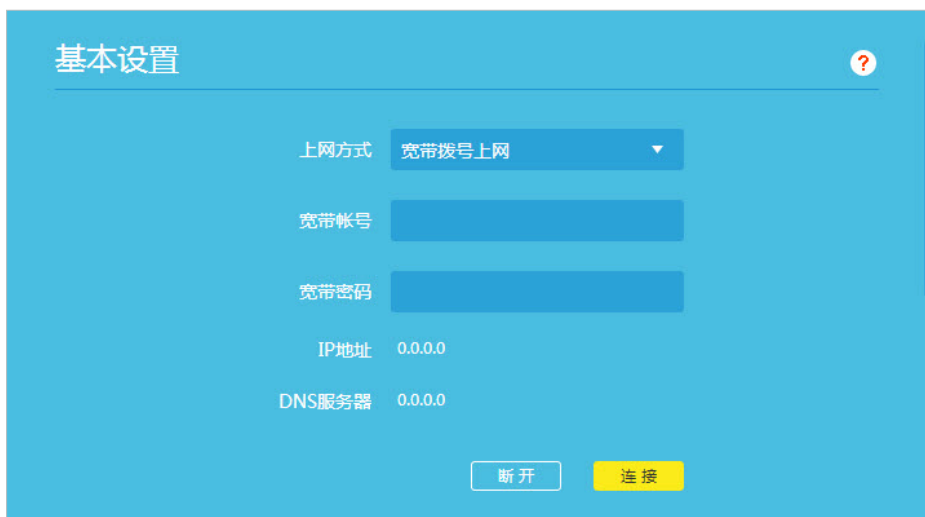 基本设置
?
上网方式 宽带拨号上网
宽带帐号
宽带密码
IP地址 0.0.0.0
DNS服务器 0.0.0.0
断开 连接